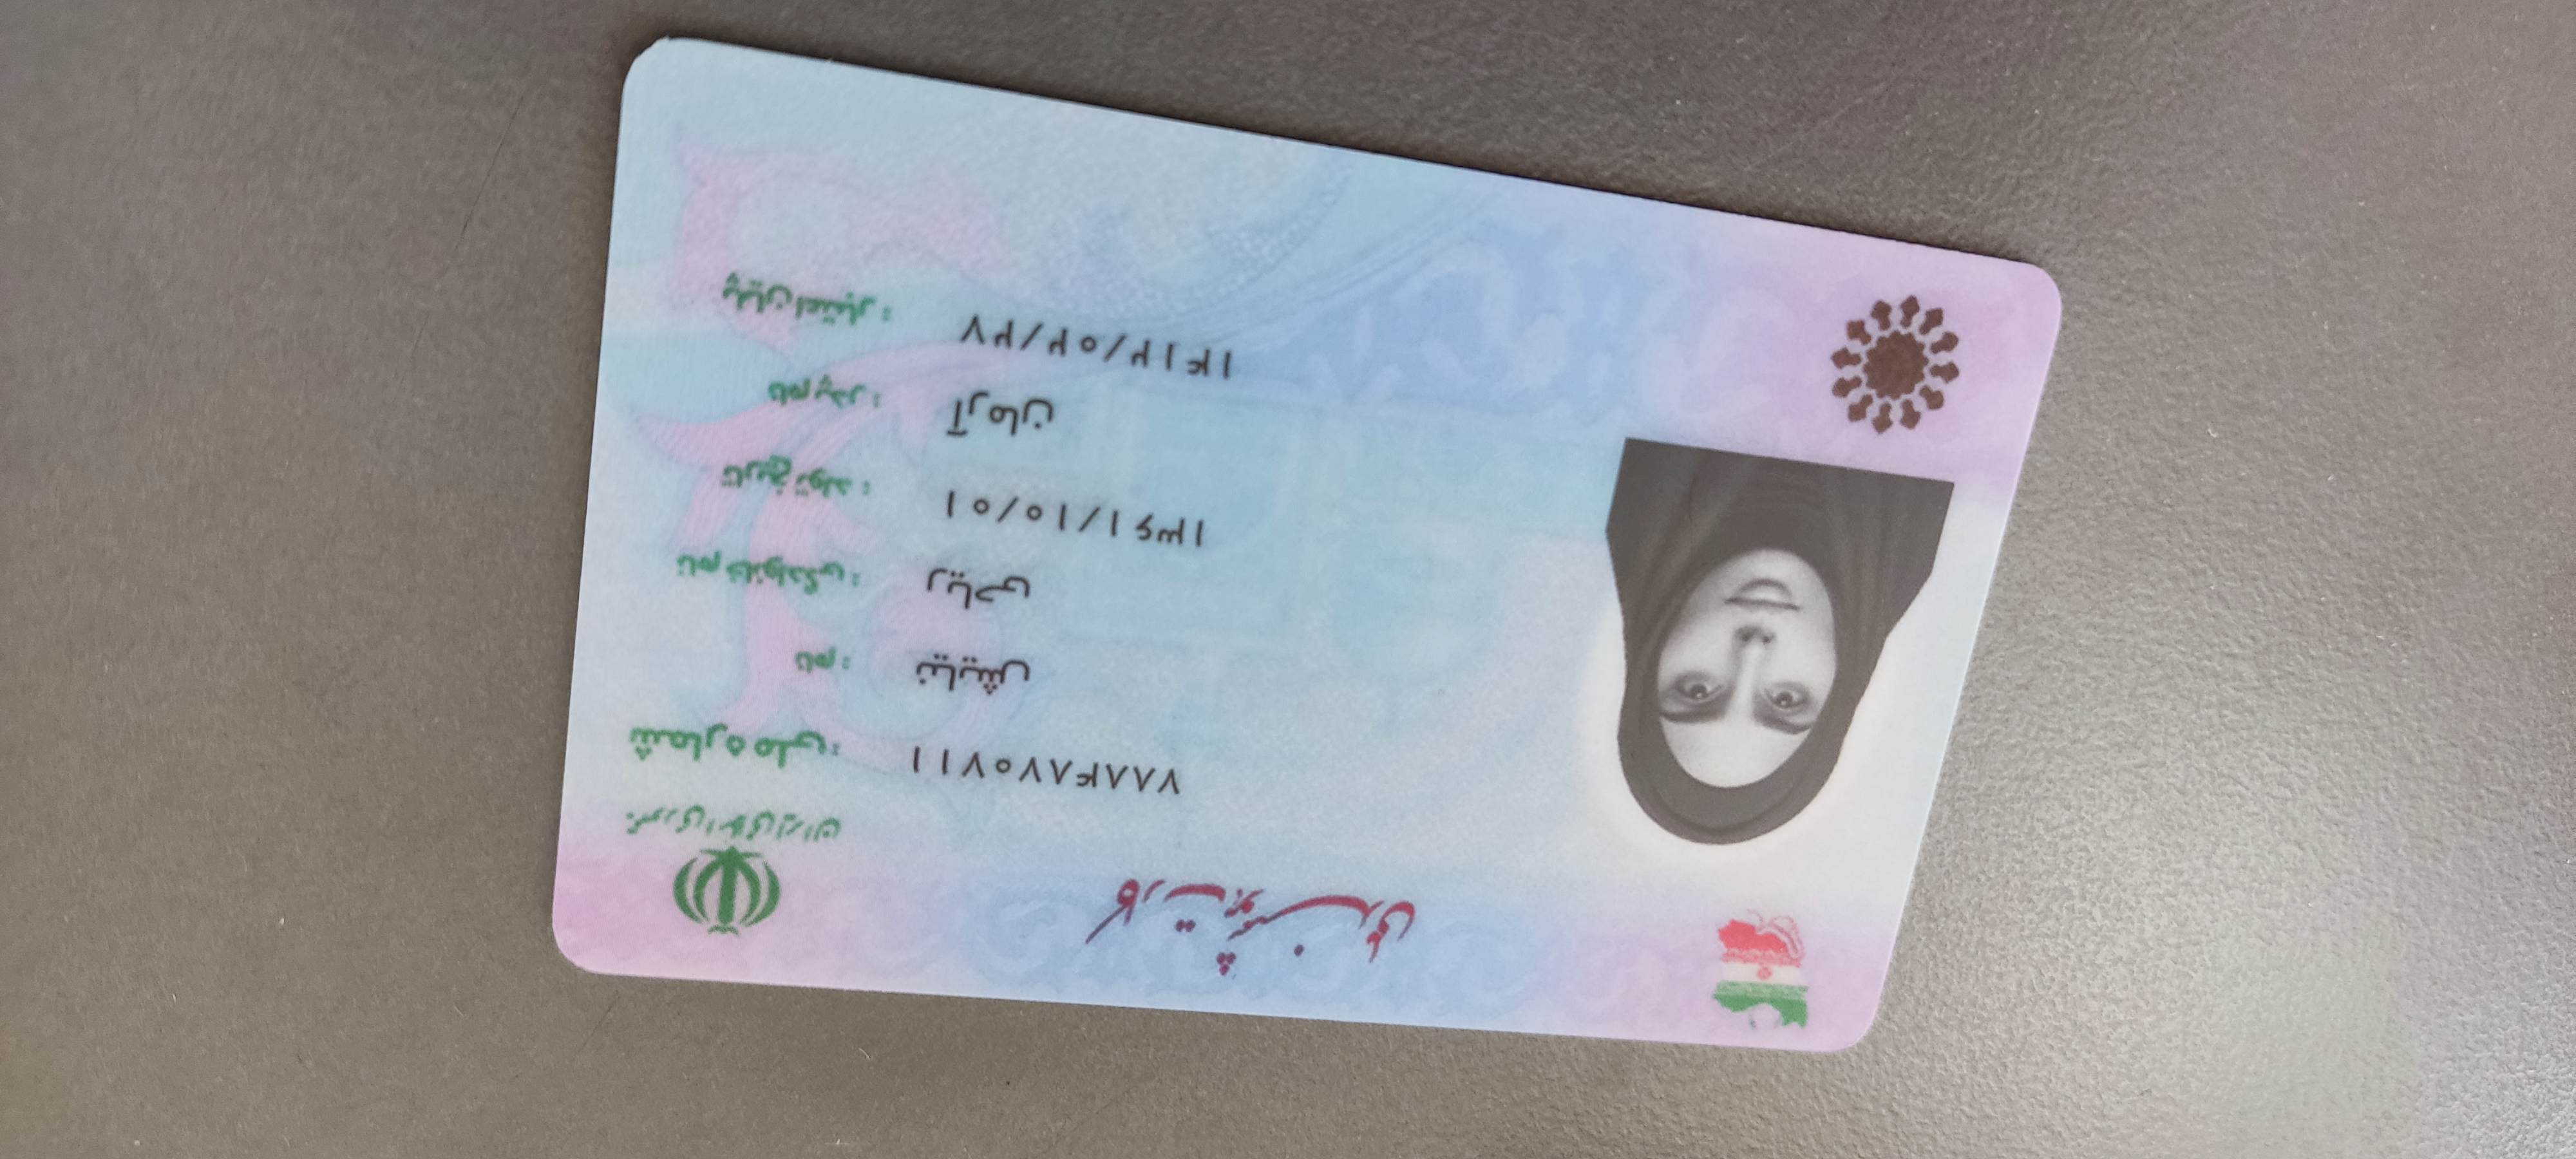 کارت هوشمند ملی
جمهوری اسلامی ایران
شماره ملی: ۷۸۸۴۸۷۰۷۱۱
نام : نیایش
نام خانوادگی : ریاحی
تاریخ تولد : ۱۳۶۱/۱۰/۰۱
نام پدر : آرمان
پایان اعتبار : ۱۴۱۲/۰۲/۲۷